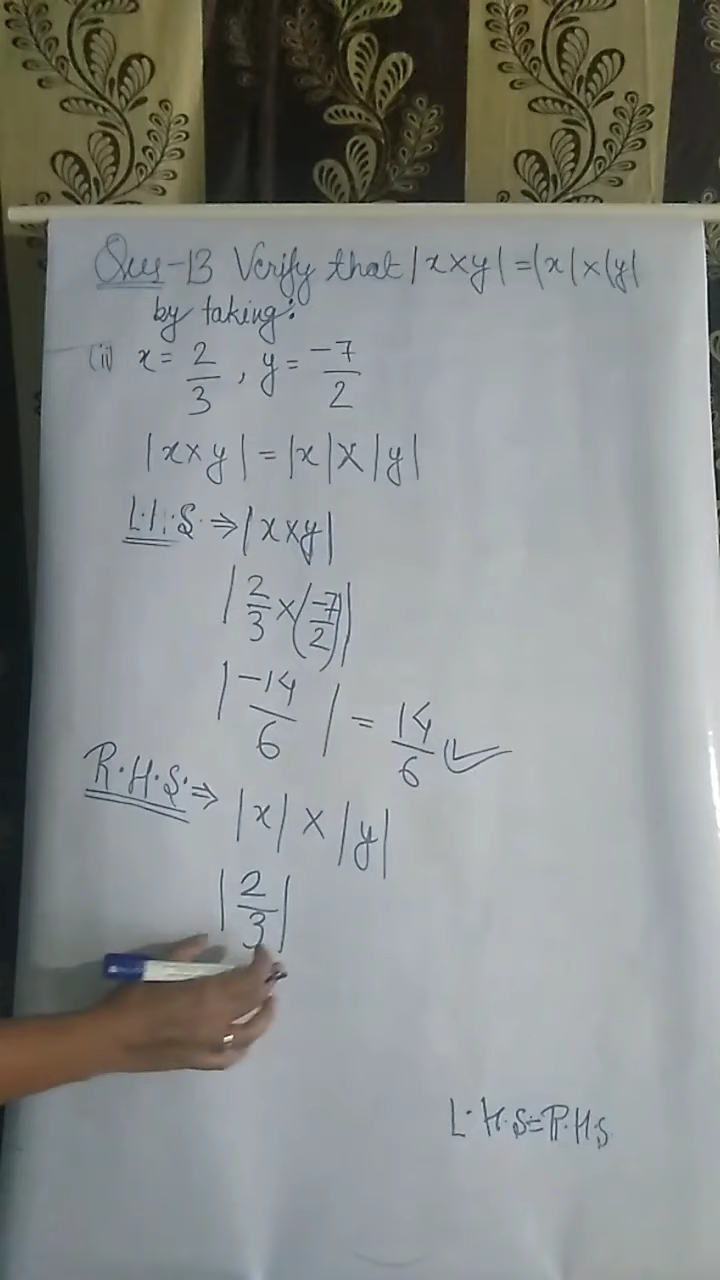 Ques-13 Verify that |x×y| = |x|×|y|
by taking:
(ii) x = 2/3 , y = -7/2
|x×y| = |x|×|y|
L.H.S. ⇒ |x×y|
|2/3 × (-7/2)|
|-14/6| = 14/6 ✓
R.H.S. ⇒ |x| × |y|
|2/3|
L.H.S = R.H.S